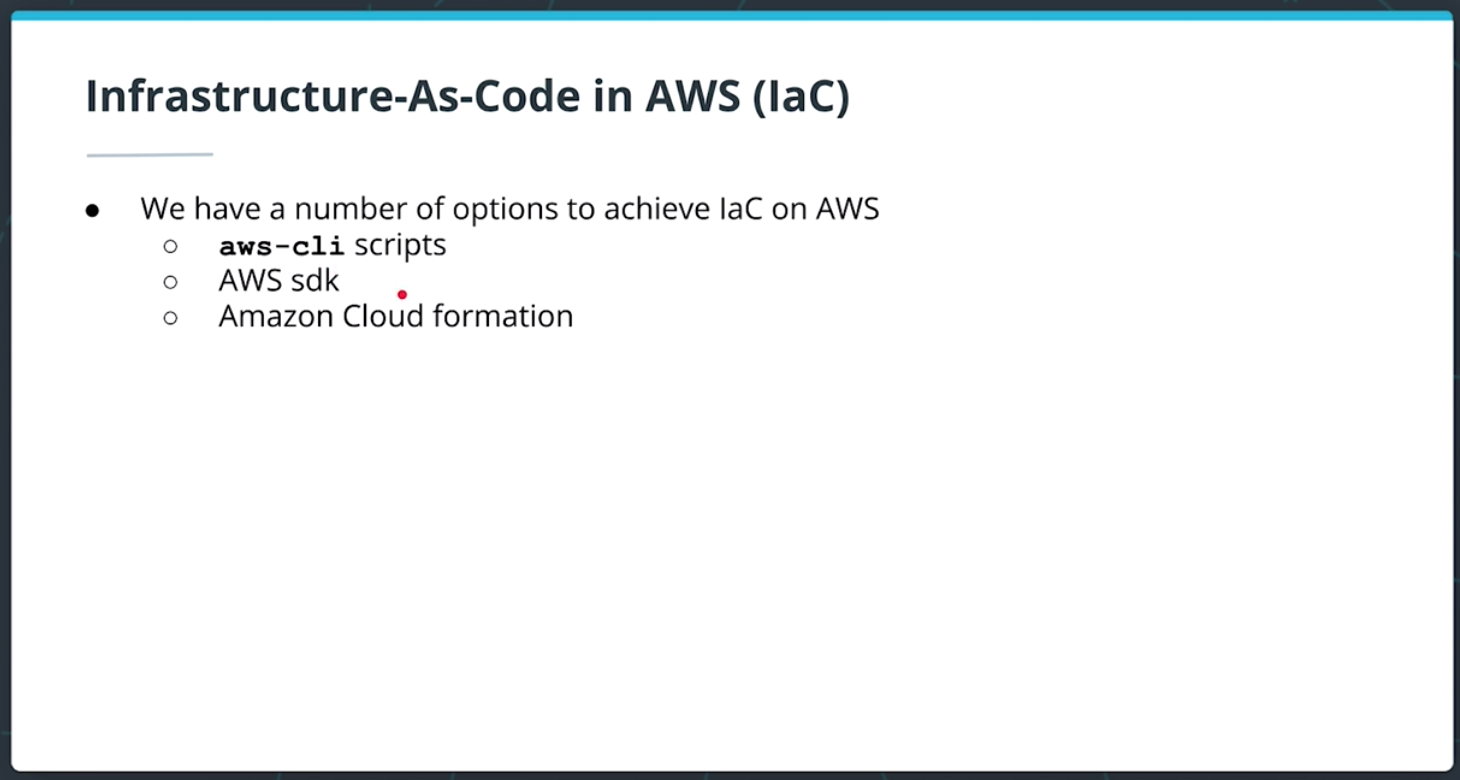 Infrastructure-As-Code in AWS (IaC)
● We have a number of options to achieve IaC on AWS
○ aws-cli scripts
○ AWS sdk
○ Amazon Cloud formation